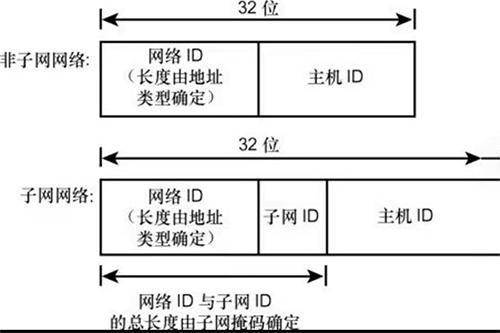 32 位
非子网网络:
网络 ID
（长度由地址
类型确定）
主机 ID
32 位
子网网络:
网络 ID
（长度由地址
类型确定）
子网 ID
主机 ID
网络 ID 与子网 ID
的总长度由子网掩码确定